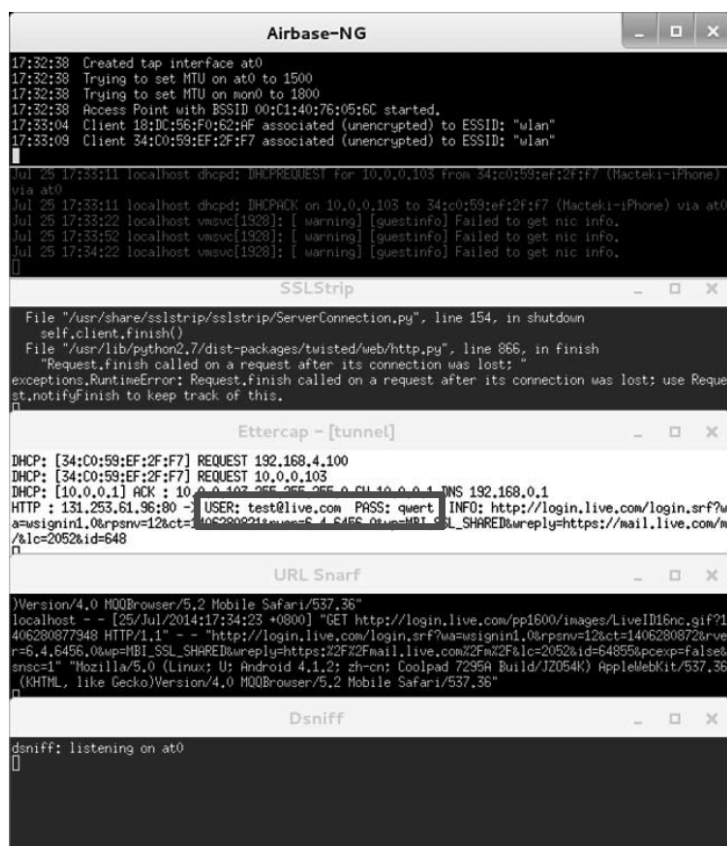 Airbase-NG
17:32:38 Created tap interface at0
17:32:38 Trying to set MTU on at0 to 1500
17:32:38 Trying to set MTU on mon0 to 1800
17:32:38 Access Point with BSSID 00:C1:40:76:05:6C started.
17:33:04 Client 18:DC:56:F0:62:AF associated (unencrypted) to ESSID: "wlan"
17:33:09 Client 34:C0:59:EF:2F:F7 associated (unencrypted) to ESSID: "wlan"
Jul 25 17:33:11 localhost dhcpd: DHCPREQUEST for 10.0.0.103 from 34:c0:59:ef:2f:f7 (Macteki-iPhone)
via at0
Jul 25 17:33:11 localhost dhcpd: DHCPACK on 10.0.0.103 to 34:c0:59:ef:2f:f7 (Macteki-iPhone) via at0
Jul 25 17:33:22 localhost vmsvc[1928]: [ warning] [guestinfo] Failed to get nic info.
Jul 25 17:33:52 localhost vmsvc[1928]: [ warning] [guestinfo] Failed to get nic info.
Jul 25 17:34:22 localhost vmsvc[1928]: [ warning] [guestinfo] Failed to get nic info.
SSLStrip
File "/usr/share/sslstrip/sslstrip/ServerConnection.py", line 154, in shutdown
self.client.finish()
File "/usr/lib/python2.7/dist-packages/twisted/web/http.py", line 866, in finish
"Request.finish called on a request after its connection was lost; "
exceptions.RuntimeError: Request.finish called on a request after its connection was lost; use Reque
st.notifyFinish to keep track of this.
Ettercap - [tunnel]
DHCP: [34:C0:59:EF:2F:F7] REQUEST 192.168.4.100
DHCP: [34:C0:59:EF:2F:F7] REQUEST 10.0.0.103
DHCP: [10.0.0.1] ACK : 10.0.0.103 255.255.255.0 GW 10.0.0.1 DNS 192.168.0.1
HTTP : 131.253.61.96:80 -> USER: test@live.com PASS: qwert INFO: http://login.live.com/login.srf?w
a=wsignin1.0&rpsnv=12&ct=1406280821&rver=6.4.6456.0&wp=MBI_SSL_SHARED&wreply=https://mail.live.com/m
/&lc=2052&id=648
URL Snarf
)Version/4.0 MQQBrowser/5.2 Mobile Safari/537.36"
localhost - - [25/Jul/2014:17:34:23 +0800] "GET http://login.live.com/pp1600/images/LiveID16nc.gif?1
406280877948 HTTP/1.1" - - "http://login.live.com/login.srf?wa=wsignin1.0&rpsnv=12&ct=1406280872&rve
r=6.4.6456.0&wp=MBI_SSL_SHARED&wreply=https:%2F%2Fmail.live.com%2Fm%2F&lc=2052&id=64855&pcexp=false&
snsc=1" "Mozilla/5.0 (Linux; U; Android 4.1.2; zh-cn; Coolpad 7295A Build/JZO54K) AppleWebKit/537.36
(KHTML, like Gecko)Version/4.0 MQQBrowser/5.2 Mobile Safari/537.36"
Dsniff
dsniff: listening on at0